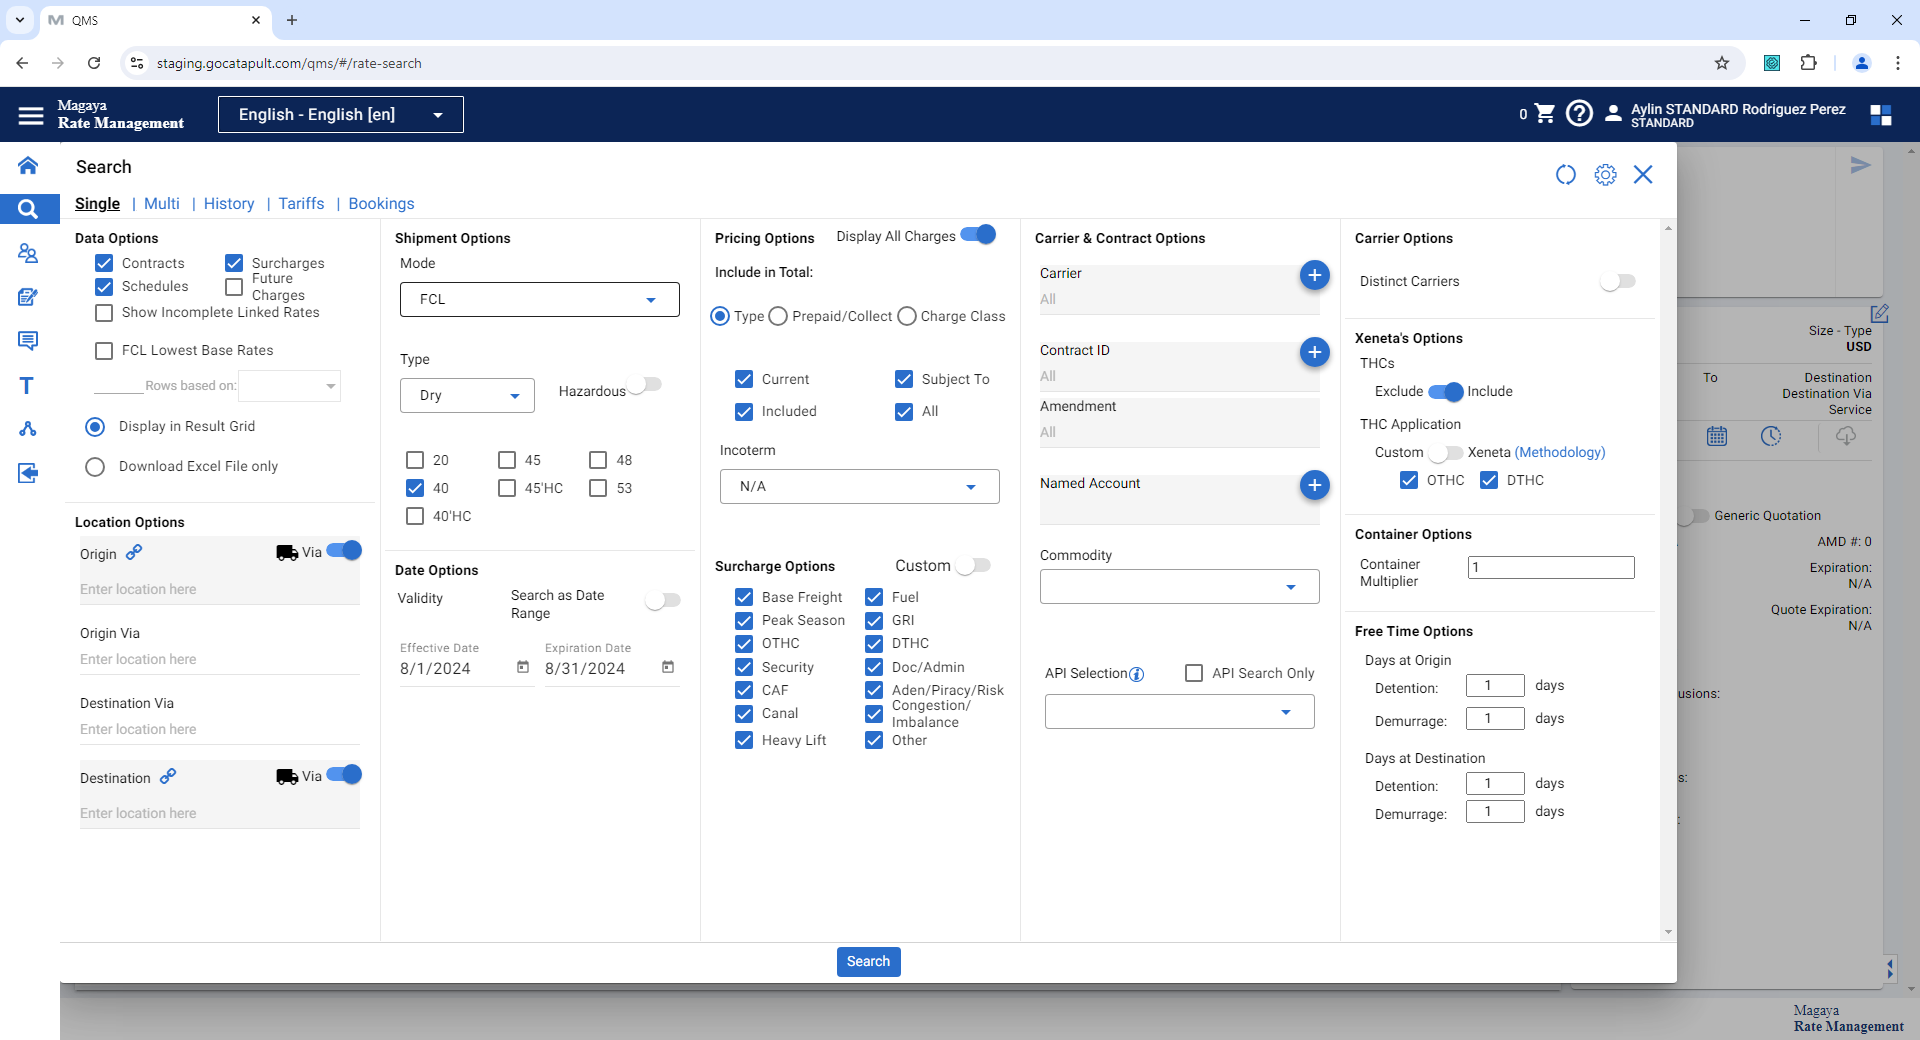 QMS
staging.gocatapult.com/qms/#/rate-search
Magaya
Rate Management
English - English [en]
0
Aylin STANDARD Rodriguez Perez
STANDARD
Search
Single | Multi | History | Tariffs | Bookings
Data Options
Contracts
Surcharges
Schedules
Future
Charges
Show Incomplete Linked Rates
FCL Lowest Base Rates
Rows based on:
Display in Result Grid
Download Excel File only
Location Options
Origin
Via
Enter location here
Origin Via
Enter location here
Destination Via
Enter location here
Destination
Via
Enter location here
Shipment Options
Mode
FCL
Type
Dry
Hazardous
20
45
48
40
45'HC
53
40'HC
Date Options
Validity
Search as Date
Range
Effective Date
8/1/2024
Expiration Date
8/31/2024
Pricing Options
Display All Charges
Include in Total:
Type
Prepaid/Collect
Charge Class
Current
Subject To
Included
All
Incoterm
N/A
Surcharge Options
Custom
Base Freight
Fuel
Peak Season
GRI
OTHC
DTHC
Security
Doc/Admin
CAF
Aden/Piracy/Risk
Canal
Congestion/
Imbalance
Heavy Lift
Other
Carrier & Contract Options
Carrier
All
Contract ID
All
Amendment
All
Named Account
Commodity
API Selection
API Search Only
Carrier Options
Distinct Carriers
Xeneta's Options
THCs
Exclude
Include
THC Application
Custom
Xeneta (Methodology)
OTHC
DTHC
Container Options
Container
Multiplier
1
Free Time Options
Days at Origin
Detention:
1
days
Demurrage:
1
days
Days at Destination
Detention:
1
days
Demurrage:
1
days
Search
Size - Type
USD
To
Destination
Destination Via
Service
Generic Quotation
AMD #: 0
Expiration:
N/A
Quote Expiration:
N/A
usions:
s:
:
Magaya
Rate Management